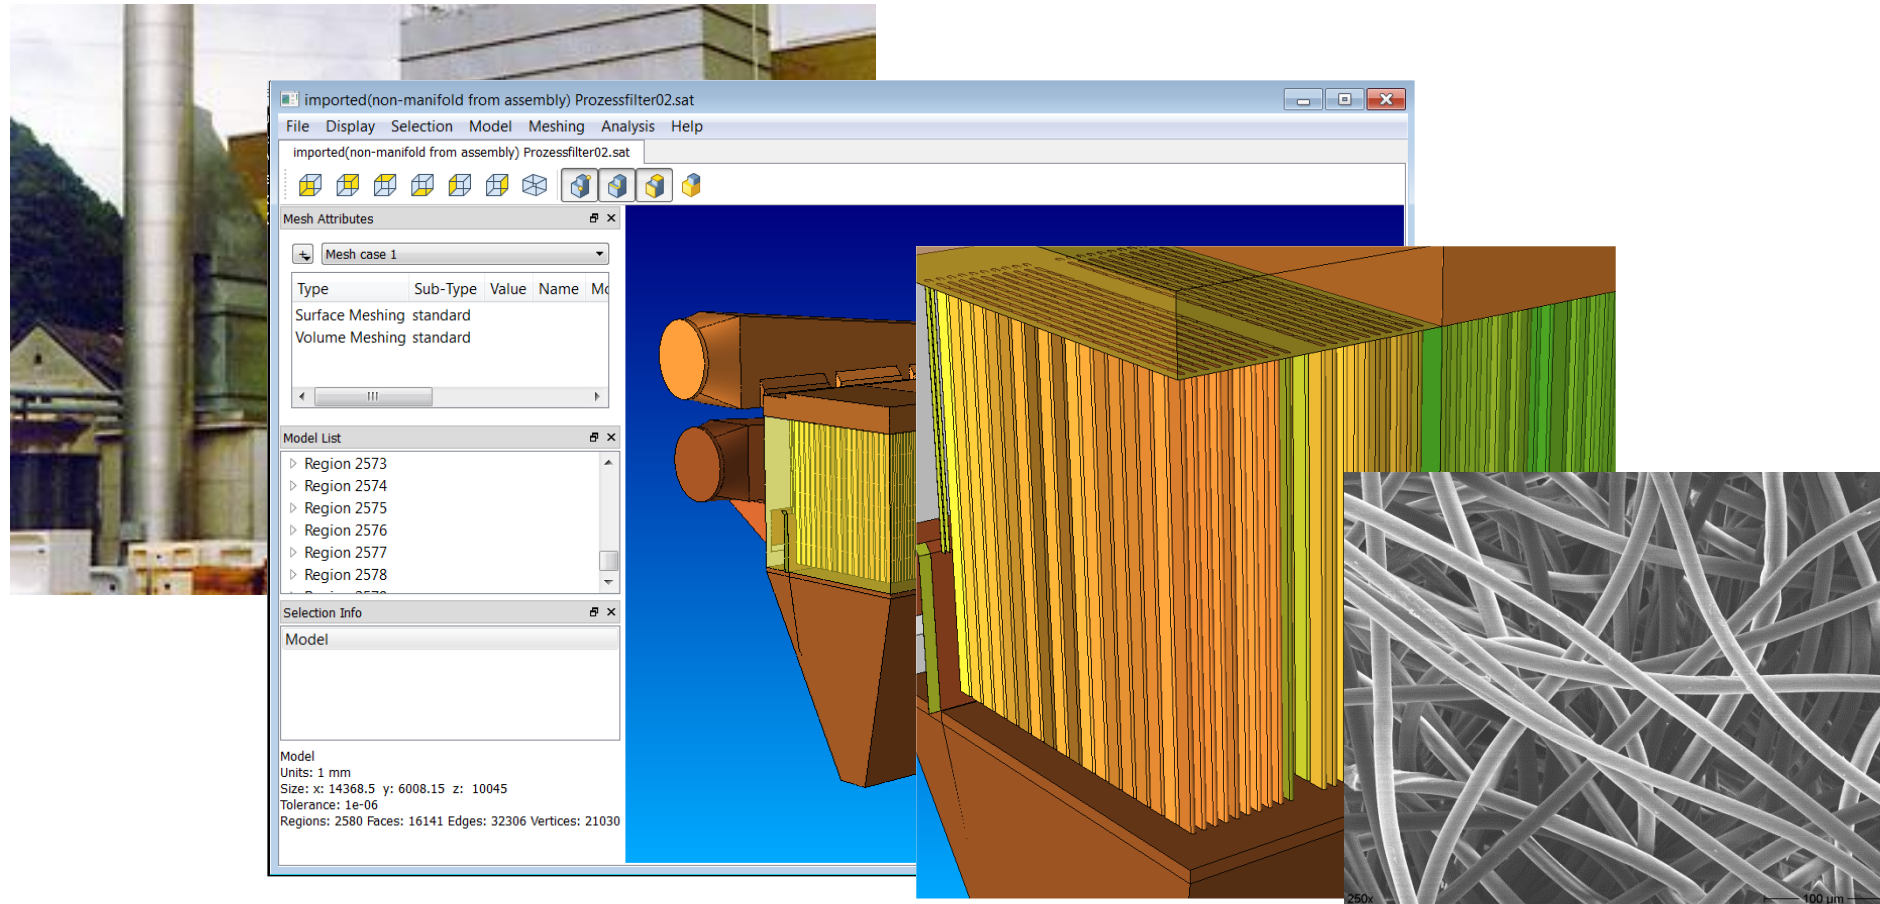 imported(non-manifold from assembly) Prozessfilter02.sat
File Display Selection Model Meshing Analysis Help
imported(non-manifold from assembly) Prozessfilter02.sat
Mesh Attributes
Mesh case 1
Type Sub-Type Value Name Mo
Surface Meshing standard
Volume Meshing standard
Model List
Region 2573
Region 2574
Region 2575
Region 2576
Region 2577
Region 2578
Selection Info
Model
Model
Units: 1 mm
Size: x: 14368.5 y: 6008.15 z: 10045
Tolerance: 1e-06
Regions: 2580 Faces: 16141 Edges: 32306 Vertices: 21030
250x
100 µm